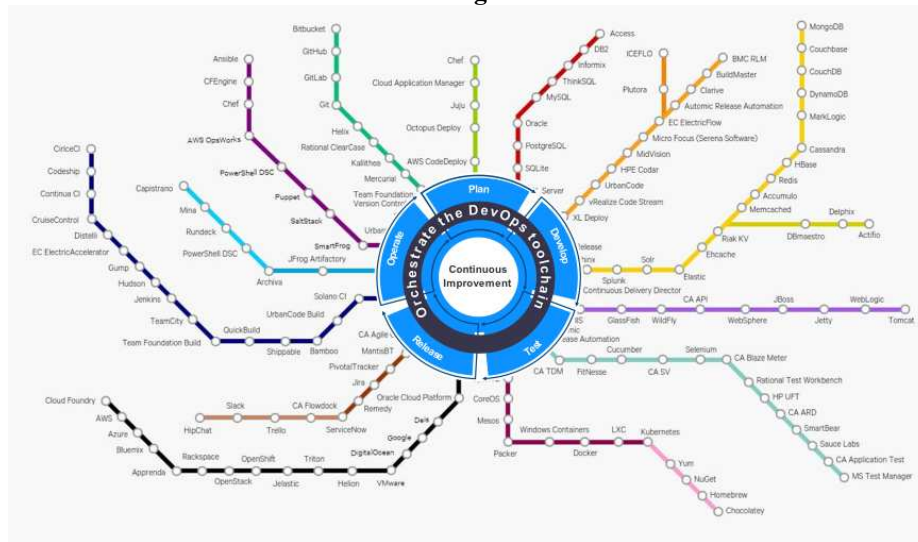 Bitbucket
GitHub
GitLab
Git
Helix
Rational ClearCase
Kallithea
Mercurial
Team Foundation
Version Control
Ansible
CFEngine
Chef
AWS OpsWorks
PowerShell DSC
Puppet
SaltStack
SmartFrog
Urban
Chef
Cloud Application Manager
Juju
Octopus Deploy
AWS CodeDeploy
Access
DB2
Informix
ThinkSQL
MySQL
Oracle
PostgreSQL
SQLite
Server
ICEFLO
Plutora
BMC RLM
BuildMaster
Clarive
Automic Release Automation
EC ElectricFlow
Micro Focus (Serena Software)
MidVision
HPE Codar
UrbanCode
vRealize Code Stream
XL Deploy
MongoDB
Couchbase
CouchDB
DynamoDB
MarkLogic
Cassandra
HBase
Redis
Accumulo
Memcached
Riak KV
DBmaestro
Delphix
Actifio
Ehcache
Elastic
Solr
Splunk
elease
Continuous Delivery Director
CiriceCI
Codeship
Continua CI
CruiseControl
Distelli
EC ElectricAccelerator
Gump
Hudson
Jenkins
TeamCity
Team Foundation Build
QuickBuild
Shippable
Bamboo
UrbanCode Build
Solano CI
Capistrano
Mina
Rundeck
PowerShell DSC
Archiva
JFrog Artifactory
Plan
Develop
Test
Release
Operate
Orchestrate the DevOps toolchain
Continuous
Improvement
IIS
GlassFish
WildFly
CA API
WebSphere
JBoss
Jetty
WebLogic
Tomcat
ease Automation
CA TDM
FitNesse
Cucumber
CA SV
Selenium
CA Blaze Meter
Rational Test Workbench
HP UFT
CA ARD
SmartBear
Sauce Labs
CA Application Test
MS Test Manager
CA Agile
MantisBT
PivotalTracker
Jira
Remedy
ServiceNow
CA Flowdock
Trello
Slack
HipChat
Cloud Foundry
AWS
Azure
Bluemix
Apprenda
Rackspace
OpenStack
OpenShift
Jelastic
Triton
Helion
VMware
DigitalOcean
Google
Oracle Cloud Platform
CoreOS
Mesos
Packer
Windows Containers
Docker
LXC
Kubernetes
Yum
NuGet
Homebrew
Chocolatey